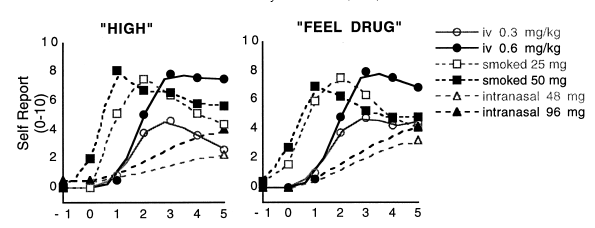 "HIGH"
"FEEL DRUG"
iv 0.3 mg/kg
iv 0.6 mg/kg
smoked 25 mg
smoked 50 mg
intranasal 48 mg
intranasal 96 mg
Self Report
(0-10)
10
8
6
4
2
0
-1 0 1 2 3 4 5
10
8
6
4
2
0
-1 0 1 2 3 4 5